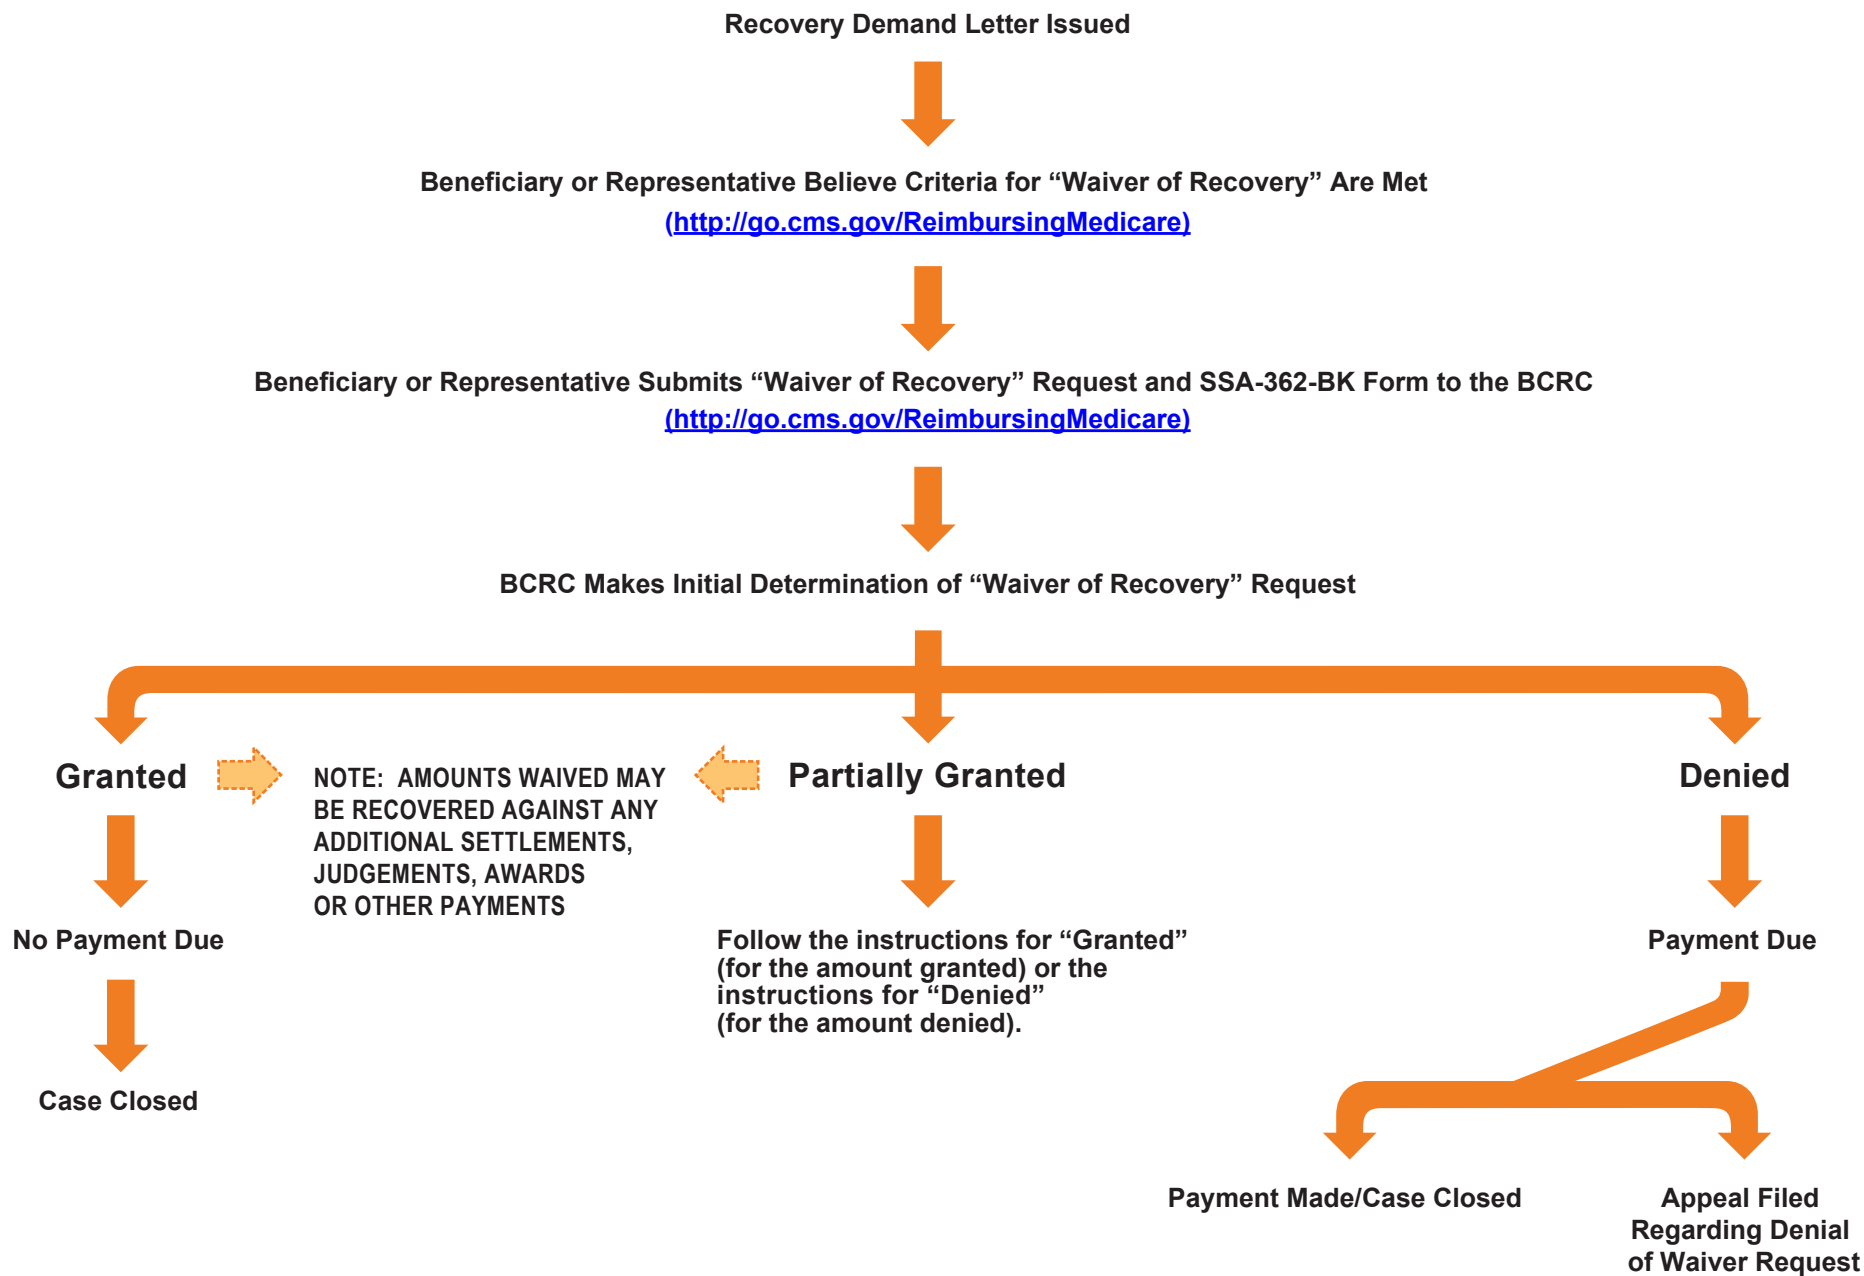 Recovery Demand Letter Issued
Beneficiary or Representative Believe Criteria for “Waiver of Recovery” Are Met
(http://go.cms.gov/ReimbursingMedicare)
Beneficiary or Representative Submits “Waiver of Recovery” Request and SSA-362-BK Form to the BCRC
(http://go.cms.gov/ReimbursingMedicare)
BCRC Makes Initial Determination of “Waiver of Recovery” Request
Granted
NOTE: AMOUNTS WAIVED MAY
BE RECOVERED AGAINST ANY
ADDITIONAL SETTLEMENTS,
JUDGEMENTS, AWARDS
OR OTHER PAYMENTS
Partially Granted
Denied
No Payment Due
Follow the instructions for “Granted”
(for the amount granted) or the
instructions for “Denied”
(for the amount denied).
Payment Due
Case Closed
Payment Made/Case Closed
Appeal Filed
Regarding Denial
of Waiver Request